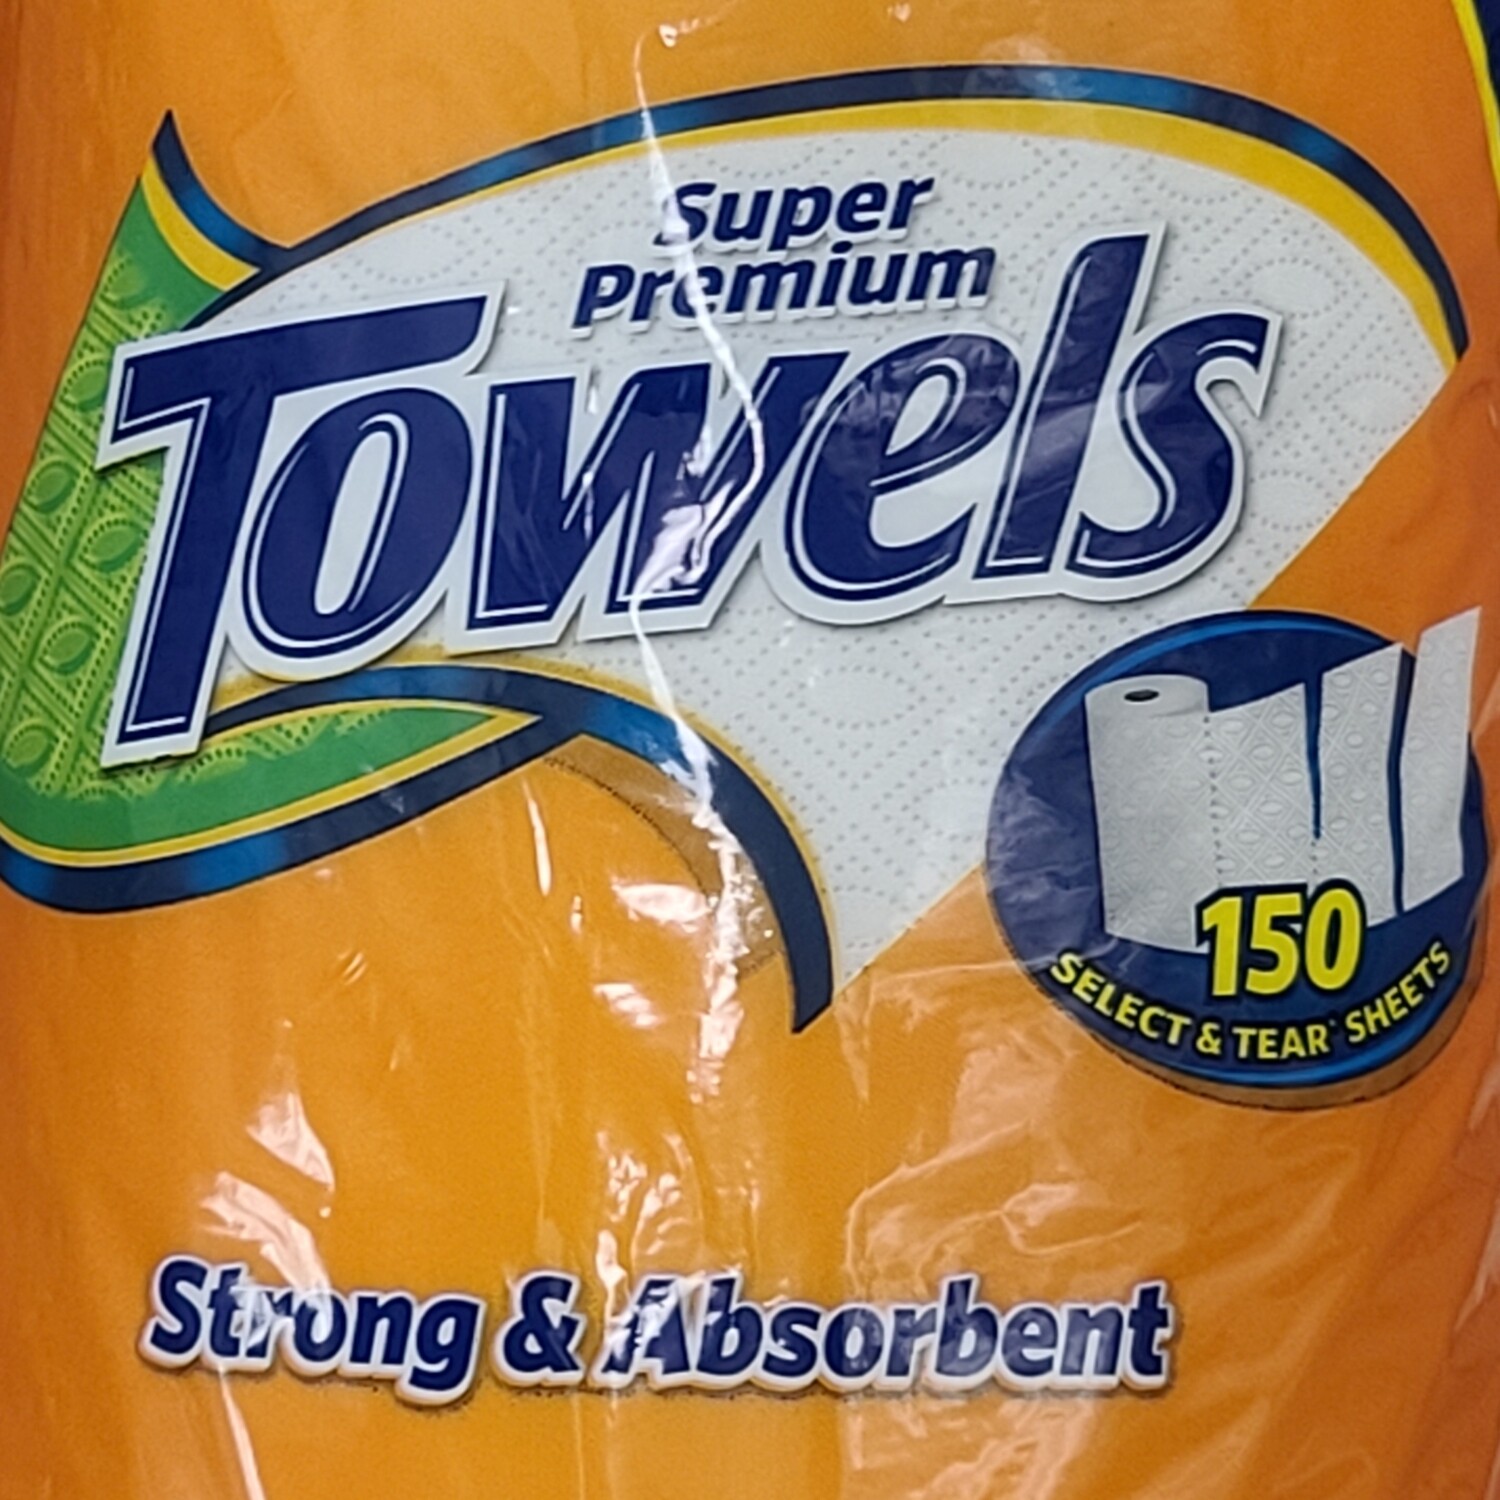 Super
Premium
Towels
150
SELECT & TEAR* SHEETS
Strong & Absorbent